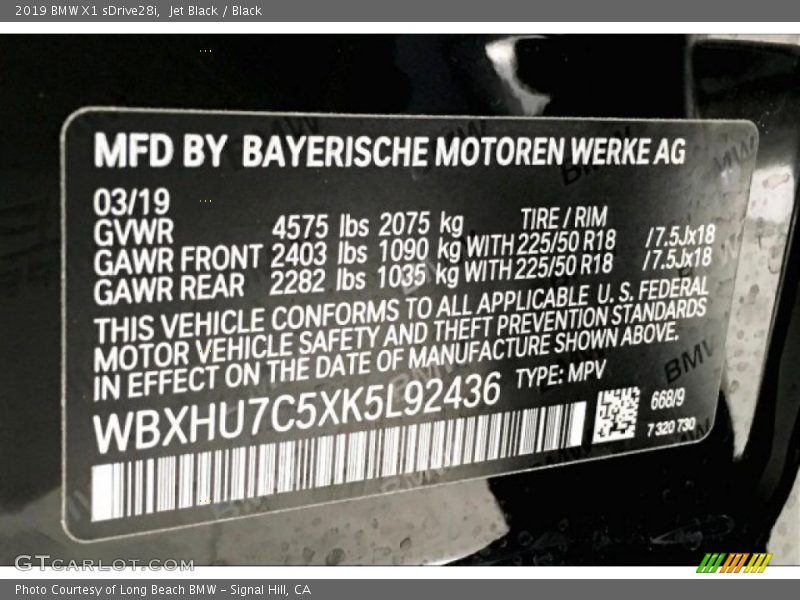 2019 BMW X1 sDrive28i, Jet Black / Black
MFD BY BAYERISCHE MOTOREN WERKE AG
03/19
GVWR 4575 lbs 2075 kg TIRE / RIM
GAWR FRONT 2403 lbs 1090 kg WITH 225/50 R18 /7.5Jx18
GAWR REAR 2282 lbs 1035 kg WITH 225/50 R18 /7.5Jx18
THIS VEHICLE CONFORMS TO ALL APPLICABLE U.S. FEDERAL
MOTOR VEHICLE SAFETY AND THEFT PREVENTION STANDARDS
IN EFFECT ON THE DATE OF MANUFACTURE SHOWN ABOVE.
WBXHU7C5XK5L92436 TYPE: MPV
668/9
7 320 730
GTCARLOT.COM
Photo Courtesy of Long Beach BMW - Signal Hill, CA